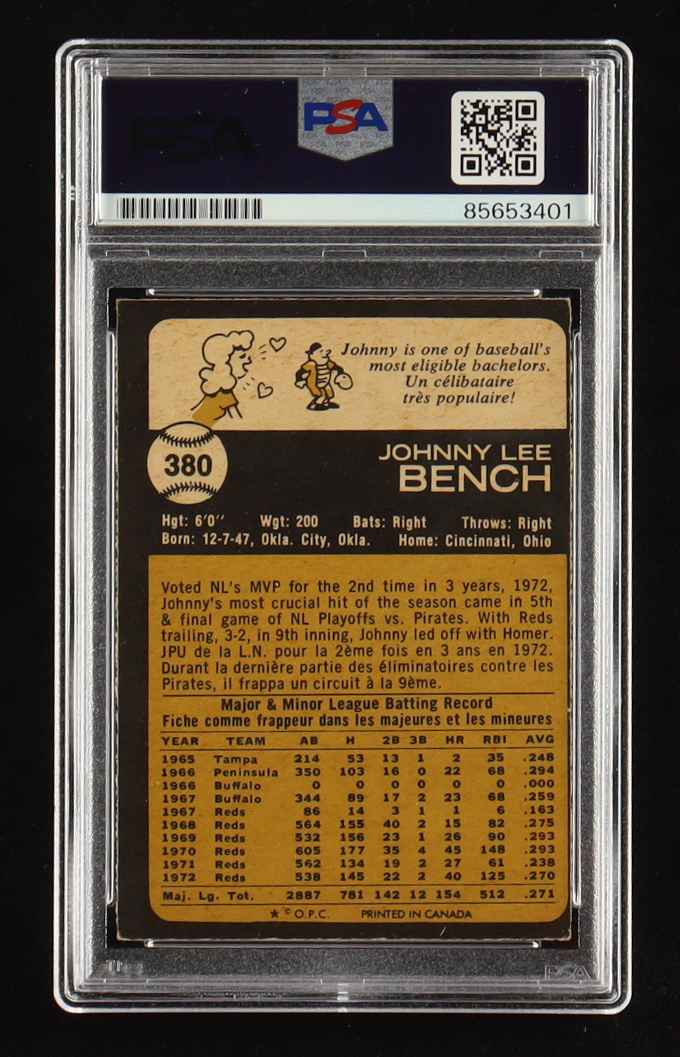 PSA
PSA
85653401
Johnny is one of baseball's
most eligible bachelors.
Un célibataire
très populaire!
380
JOHNNY LEE
BENCH
Hgt: 6'0" Wgt: 200 Bats: Right Throws: Right
Born: 12-7-47, Okla. City, Okla. Home: Cincinnati, Ohio
Voted NL's MVP for the 2nd time in 3 years, 1972,
Johnny's most crucial hit of the season came in 5th
& final game of NL Playoffs vs. Pirates. With Reds
trailing, 3-2, in 9th inning, Johnny led off with Homer.
JPU de la L.N. pour la 2ème fois en 3 ans en 1972.
Durant la dernière partie des éliminatoires contre les
Pirates, il frappa un circuit à la 9ème.
Major & Minor League Batting Record
Fiche comme frappeur dans les majeures et les mineures
YEAR TEAM AB H 2B 3B HR RBI AVG
1965 Tampa 214 53 13 1 2 35 .248
1966 Peninsula 350 103 16 0 22 68 .294
1966 Buffalo 0 0 0 0 0 0 .000
1967 Buffalo 344 89 17 2 23 68 .259
1967 Reds 86 14 3 1 1 6 .163
1968 Reds 564 155 40 2 15 82 .275
1969 Reds 532 156 23 1 26 90 .293
1970 Reds 605 177 35 4 45 148 .293
1971 Reds 562 134 19 2 27 61 .238
1972 Reds 538 145 22 2 40 125 .270
Maj. Lg. Tot. 2887 781 142 12 154 512 .271
★ © O.P.C. PRINTED IN CANADA
PSA